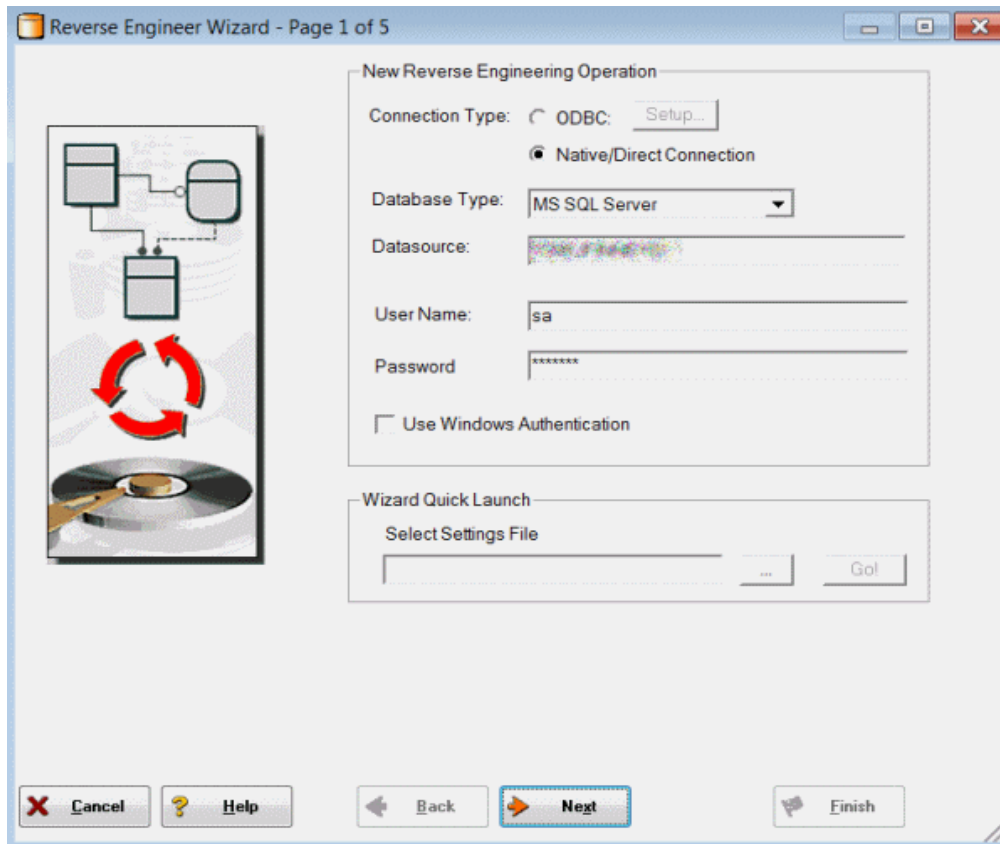 Reverse Engineer Wizard - Page 1 of 5
New Reverse Engineering Operation
Connection Type: ODBC: Setup...
Native/Direct Connection
Database Type: MS SQL Server
Datasource:
User Name: sa
Password *******
Use Windows Authentication
Wizard Quick Launch
Select Settings File
... Go!
Cancel Help Back Next Finish